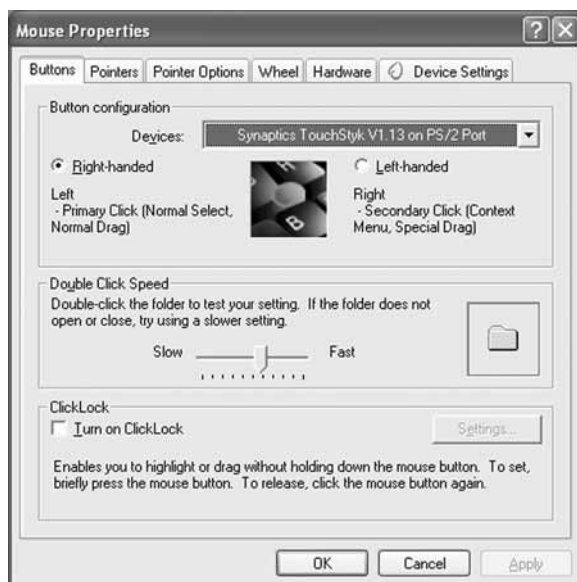 Mouse Properties
Buttons Pointers Pointer Options Wheel Hardware Device Settings
Button configuration
Devices: Synaptics TouchStyk V1.13 on PS/2 Port
Right-handed
Left-handed
Left
- Primary Click (Normal Select,
Normal Drag)
Right
- Secondary Click (Context
Menu, Special Drag)
Double Click Speed
Double-click the folder to test your setting. If the folder does not
open or close, try using a slower setting.
Slow Fast
ClickLock
Turn on ClickLock
Settings...
Enables you to highlight or drag without holding down the mouse button. To set,
briefly press the mouse button. To release, click the mouse button again.
OK Cancel Apply